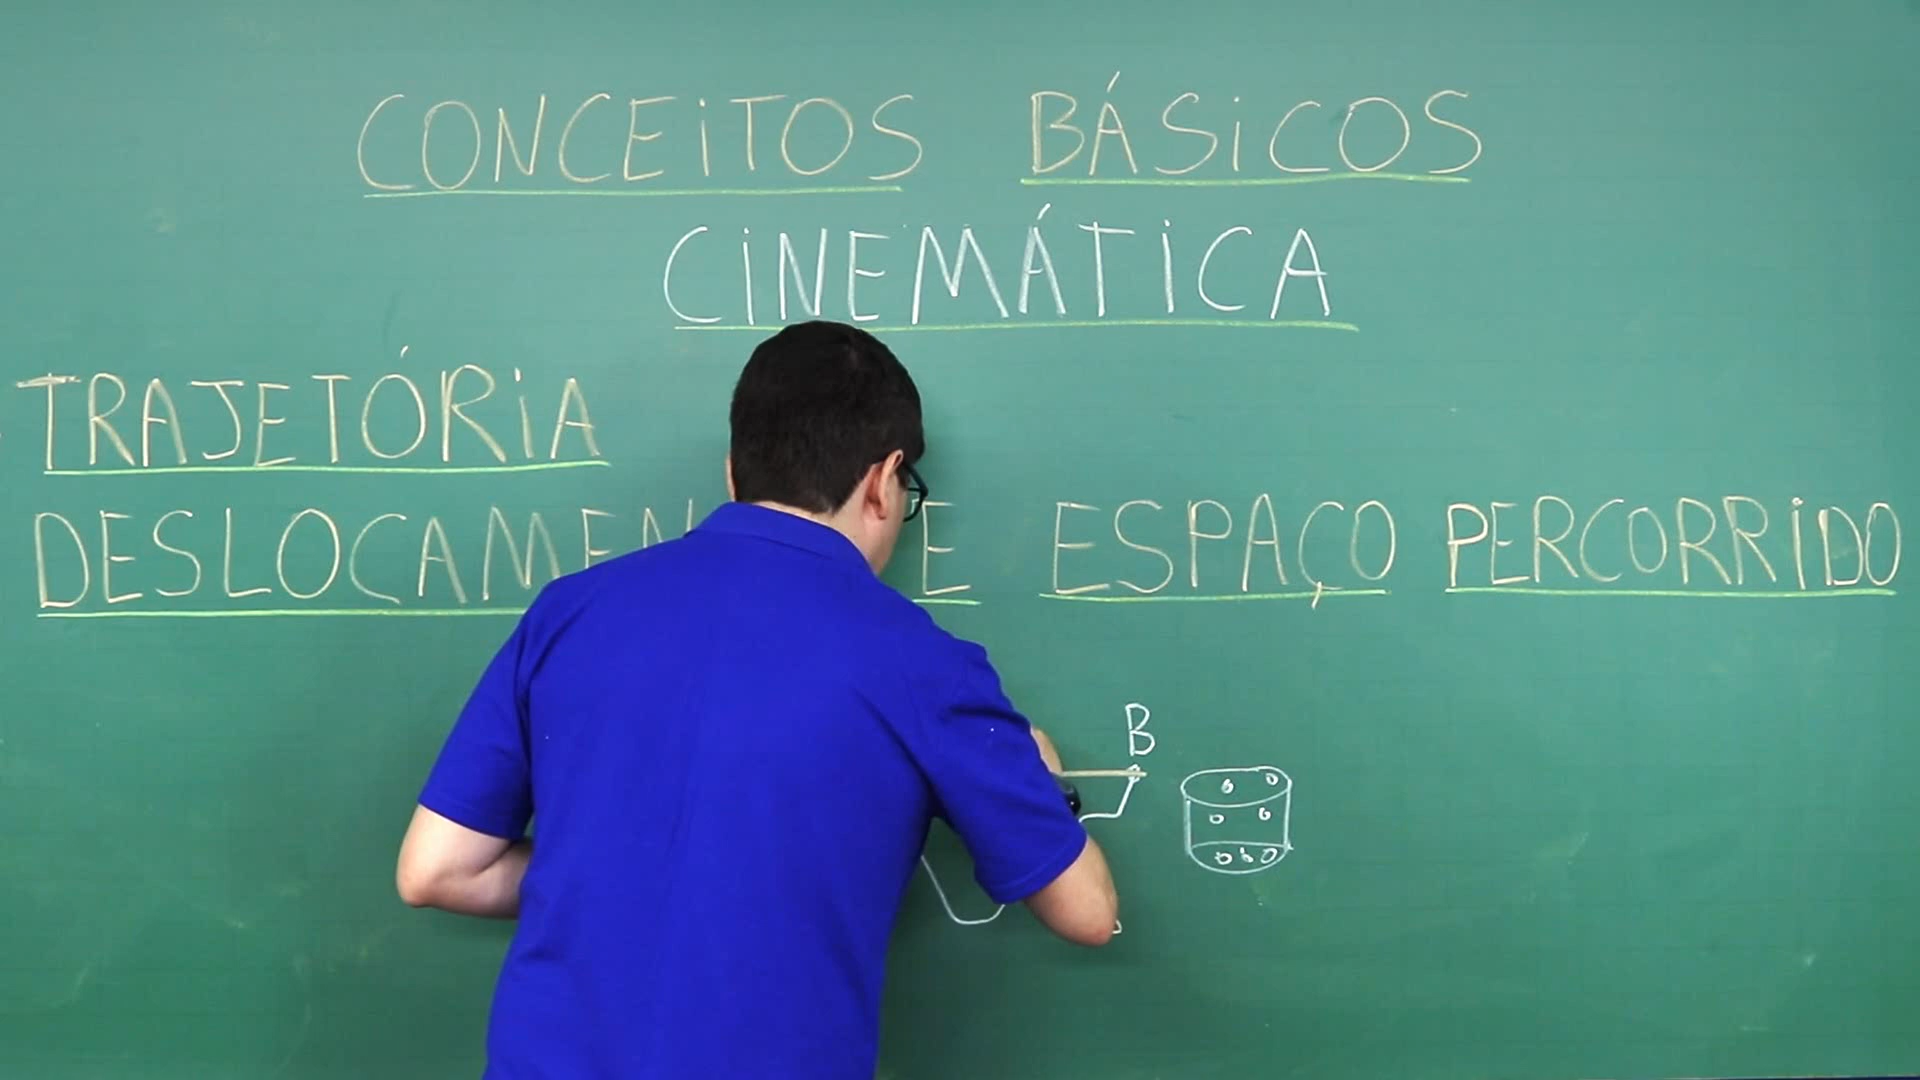 CONCEITOS BÁSICOS
CINEMÁTICA
TRAJETÓRIA
E ESPAÇO PERCORRIDO
B